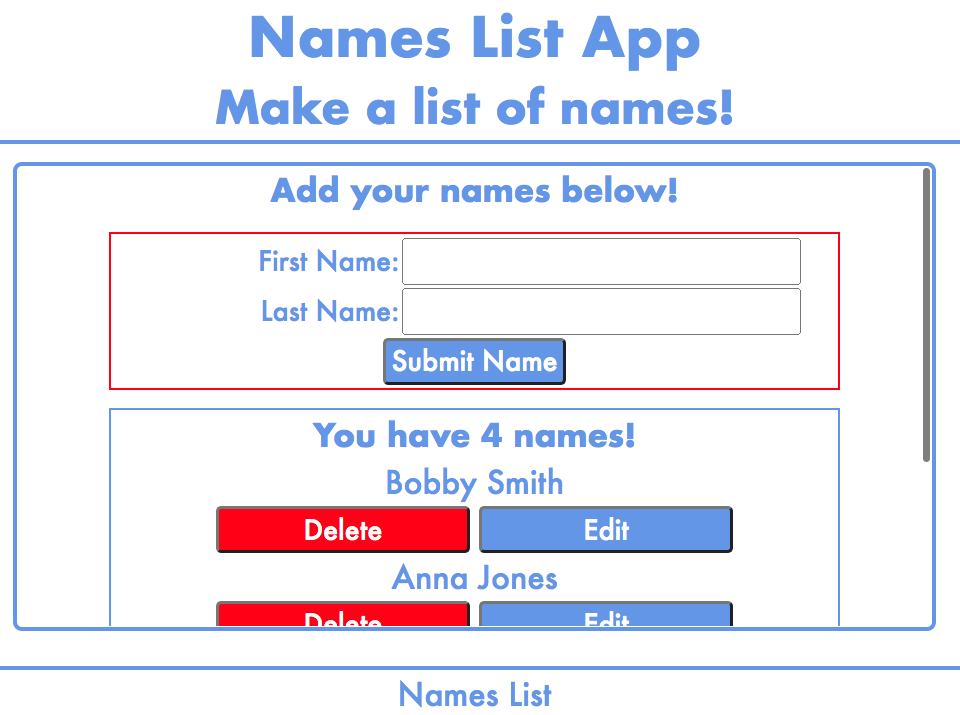 Names List App
Make a list of names!
Add your names below!
First Name:
Last Name:
Submit Name
You have 4 names!
Bobby Smith
Delete Edit
Anna Jones
Delete Edit
Names List